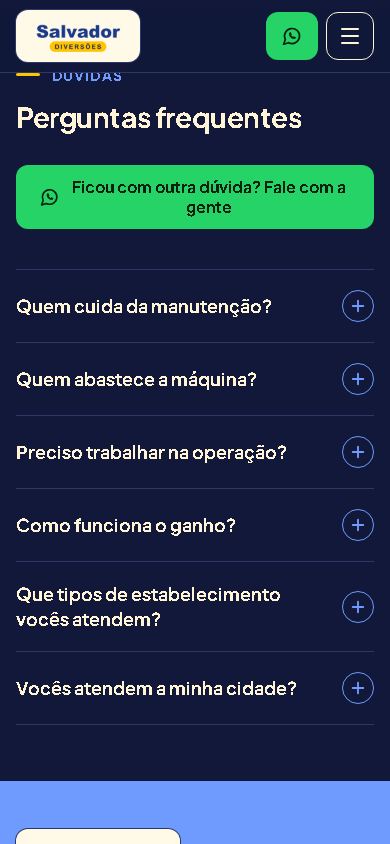 Salvador
DIVERSÕES
DÚVIDAS
Perguntas frequentes
Ficou com outra dúvida? Fale com a
gente
Quem cuida da manutenção?
Quem abastece a máquina?
Preciso trabalhar na operação?
Como funciona o ganho?
Que tipos de estabelecimento
vocês atendem?
Vocês atendem a minha cidade?